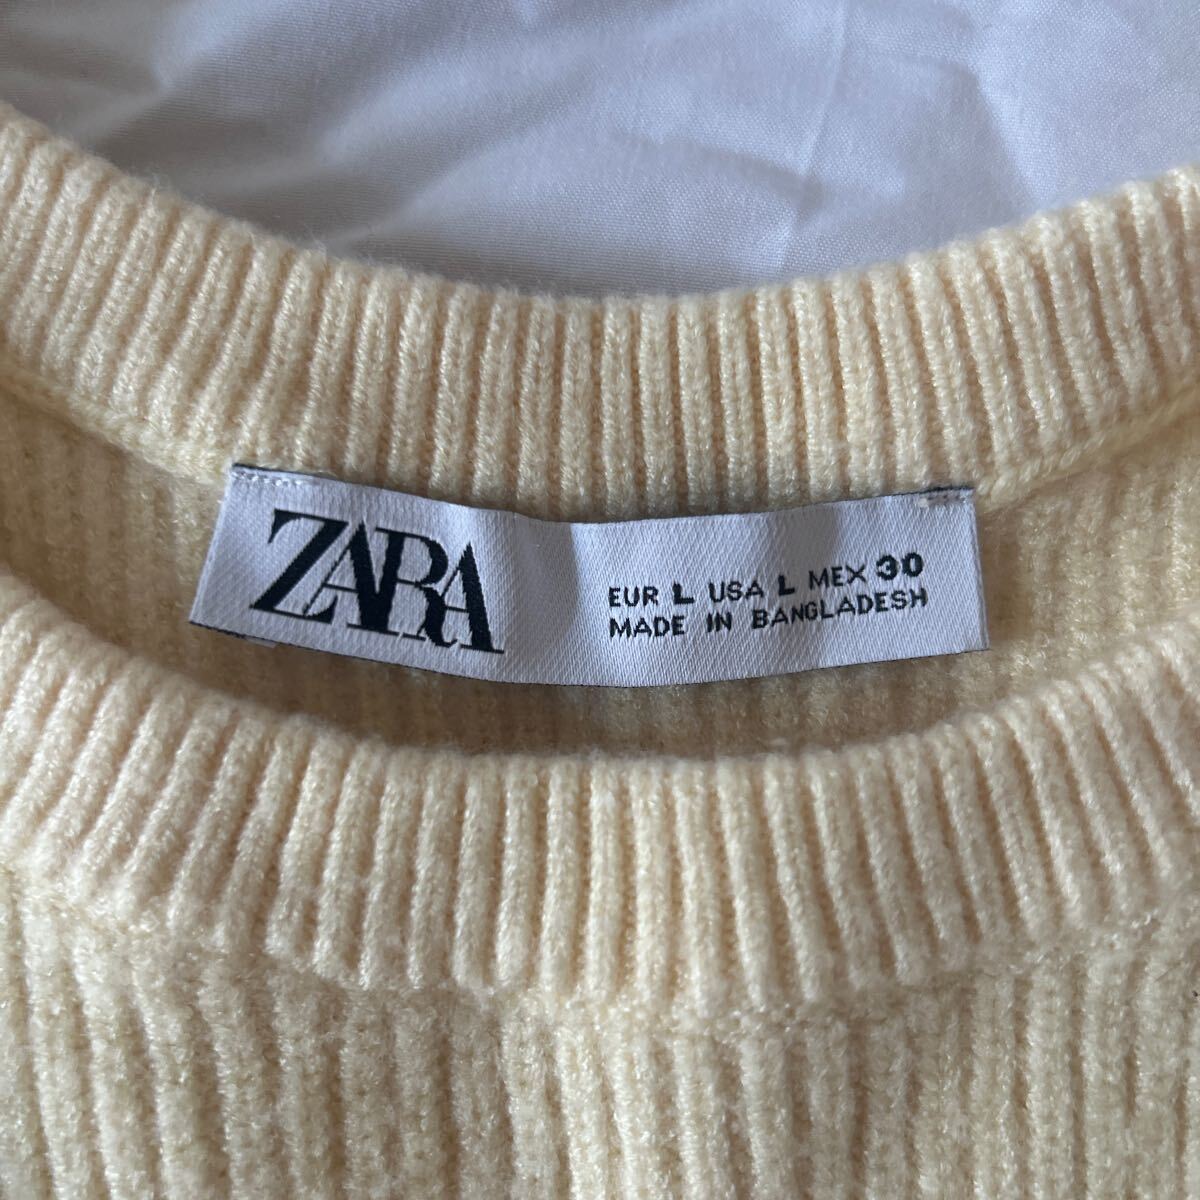 ZARA
EUR L USA L MEX 30
MADE IN BANGLADESH